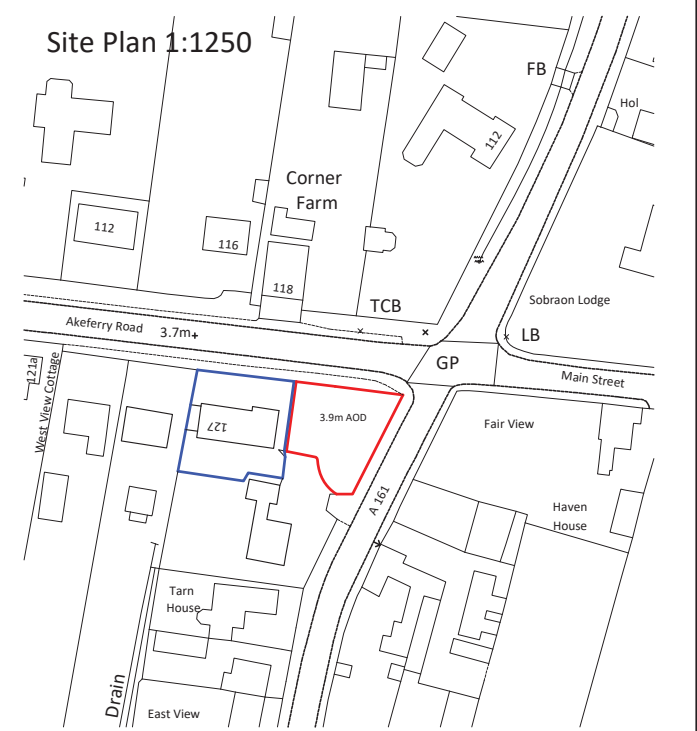 Site Plan 1:1250
FB
Hol
112
Corner
Farm
112
116
118
TCB
Sobraon Lodge
LB
Akeferry Road 3.7m+
GP
Main Street
121a
West View Cottage
127
3.9m AOD
Fair View
A 161
Haven
House
Tarn
House
Drain
East View